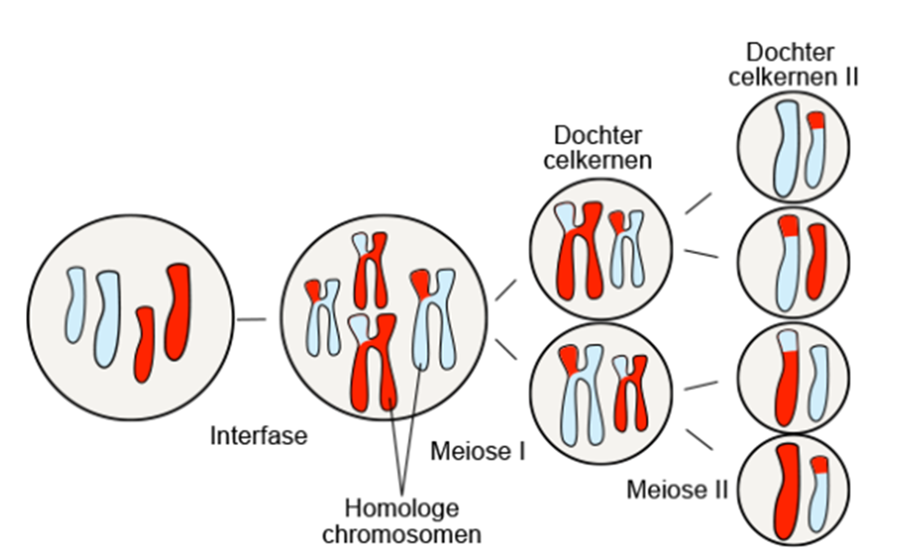 Dochter
celkernen II
Dochter
celkernen
Interfase
Meiose I
Homologe
chromosomen
Meiose II